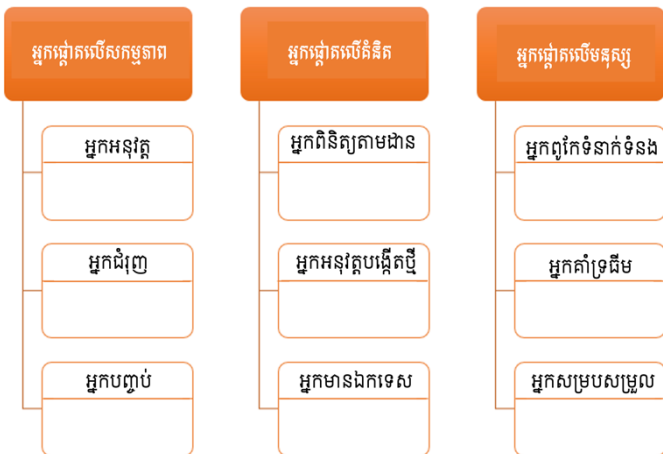 អ្នកផ្តោតលើសកម្មភាព
អ្នកអនុវត្ត
អ្នកជំរុញ
អ្នកបញ្ចប់
អ្នកផ្តោតលើគំនិត
អ្នកពិនិត្យតាមដាន
អ្នកអនុវត្តបង្កើតថ្មី
អ្នកមានឯកទេស
អ្នកផ្តោតលើមនុស្ស
អ្នកពូកែទំនាក់ទំនង
អ្នកគាំទ្រធីម
អ្នកសម្របសម្រួល